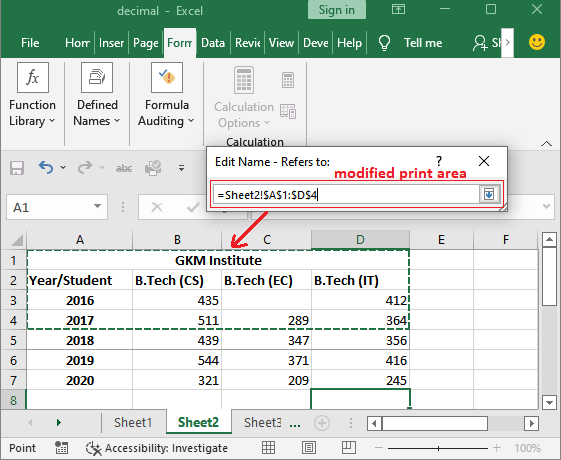 decimal - Excel
Sign in
File Horr Inser Page Form Data Revie View Deve Help Tell me Sh
fx
Function Library
Defined Names
Formula Auditing
Calculation Options
Calculation
Edit Name - Refers to: ? ×
modified print area
=Sheet2!$A$1:$D$4
abc
A1
A B C D E F
1 GKM Institute
2 Year/Student B.Tech (CS) B.Tech (EC) B.Tech (IT)
3 2016 435 412
4 2017 511 289 364
5 2018 439 347 356
6 2019 544 371 416
7 2020 321 209 245
8
Sheet1 Sheet2 Sheet3 ...
Point Accessibility: Investigate 100%